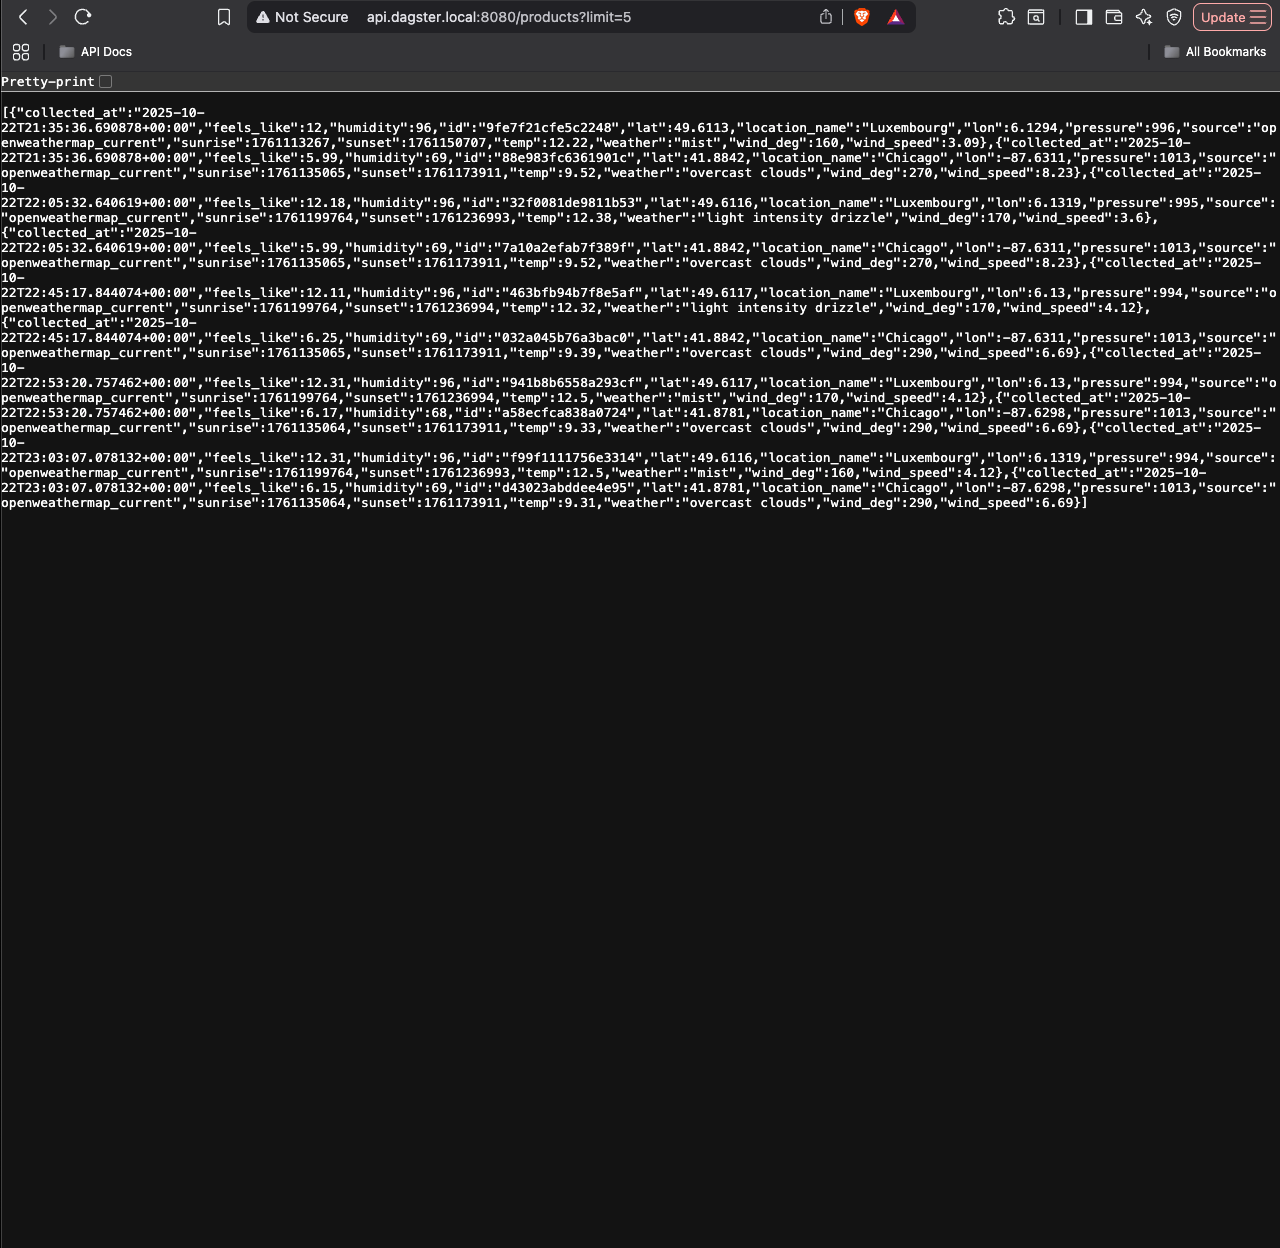 Not Secure api.dagster.local:8080/products?limit=5 Update
API Docs All Bookmarks
Pretty-print
[{"collected_at":"2025-10-
22T21:35:36.690878+00:00","feels_like":12,"humidity":96,"id":"9fe7f21cfe5c2248","lat":49.6113,"location_name":"Luxembourg","lon":6.1294,"pressure":996,"source":"op
enweathermap_current","sunrise":1761113267,"sunset":1761150707,"temp":12.22,"weather":"mist","wind_deg":160,"wind_speed":3.09},{"collected_at":"2025-10-
22T21:35:36.690878+00:00","feels_like":5.99,"humidity":69,"id":"88e983fc6361901c","lat":41.8842,"location_name":"Chicago","lon":-87.6311,"pressure":1013,"source":"
openweathermap_current","sunrise":1761135065,"sunset":1761173911,"temp":9.52,"weather":"overcast clouds","wind_deg":270,"wind_speed":8.23},{"collected_at":"2025-
10-
22T22:05:32.640619+00:00","feels_like":12.18,"humidity":96,"id":"32f0081de9811b53","lat":49.6116,"location_name":"Luxembourg","lon":6.1319,"pressure":995,"source":
"openweathermap_current","sunrise":1761199764,"sunset":1761236993,"temp":12.38,"weather":"light intensity drizzle","wind_deg":170,"wind_speed":3.6},
{"collected_at":"2025-10-
22T22:05:32.640619+00:00","feels_like":5.99,"humidity":69,"id":"7a10a2efab7f389f","lat":41.8842,"location_name":"Chicago","lon":-87.6311,"pressure":1013,"source":"
openweathermap_current","sunrise":1761135065,"sunset":1761173911,"temp":9.52,"weather":"overcast clouds","wind_deg":270,"wind_speed":8.23},{"collected_at":"2025-
10-
22T22:45:17.844074+00:00","feels_like":12.11,"humidity":96,"id":"463bfb94b7f8e5af","lat":49.6117,"location_name":"Luxembourg","lon":6.13,"pressure":994,"source":"o
penweathermap_current","sunrise":1761199764,"sunset":1761236994,"temp":12.32,"weather":"light intensity drizzle","wind_deg":170,"wind_speed":4.12},
{"collected_at":"2025-10-
22T22:45:17.844074+00:00","feels_like":6.25,"humidity":69,"id":"032a045b76a3bac0","lat":41.8842,"location_name":"Chicago","lon":-87.6311,"pressure":1013,"source":"
openweathermap_current","sunrise":1761135065,"sunset":1761173911,"temp":9.39,"weather":"overcast clouds","wind_deg":290,"wind_speed":6.69},{"collected_at":"2025-
10-
22T22:53:20.757462+00:00","feels_like":12.31,"humidity":96,"id":"941b8b6558a293cf","lat":49.6117,"location_name":"Luxembourg","lon":6.13,"pressure":994,"source":"o
penweathermap_current","sunrise":1761199764,"sunset":1761236994,"temp":12.5,"weather":"mist","wind_deg":170,"wind_speed":4.12},{"collected_at":"2025-10-
22T22:53:20.757462+00:00","feels_like":6.17,"humidity":68,"id":"a58ecfca838a0724","lat":41.8781,"location_name":"Chicago","lon":-87.6298,"pressure":1013,"source":"
openweathermap_current","sunrise":1761135064,"sunset":1761173911,"temp":9.33,"weather":"overcast clouds","wind_deg":290,"wind_speed":6.69},{"collected_at":"2025-
10-
22T23:03:07.078132+00:00","feels_like":12.31,"humidity":96,"id":"f99f1111756e3314","lat":49.6116,"location_name":"Luxembourg","lon":6.1319,"pressure":994,"source":
"openweathermap_current","sunrise":1761199764,"sunset":1761236993,"temp":12.5,"weather":"mist","wind_deg":160,"wind_speed":4.12},{"collected_at":"2025-10-
22T23:03:07.078132+00:00","feels_like":6.15,"humidity":69,"id":"d43023abddee4e95","lat":41.8781,"location_name":"Chicago","lon":-87.6298,"pressure":1013,"source":"
openweathermap_current","sunrise":1761135064,"sunset":1761173911,"temp":9.31,"weather":"overcast clouds","wind_deg":290,"wind_speed":6.69}]